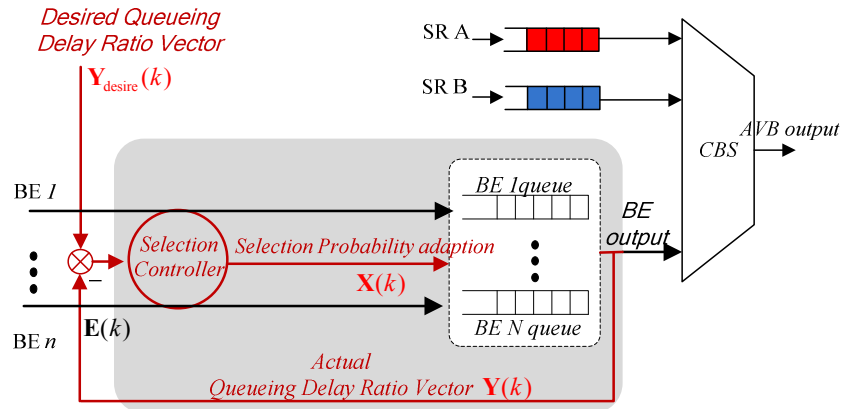 Desired Queueing
Delay Ratio Vector
Y_desire(k)
SR A
SR B
CBS
AVB output
BE 1
BE 1queue
BE
output
Selection
Controller
Selection Probability adaption
X(k)
–
E(k)
BE n
BE N queue
Actual
Queueing Delay Ratio Vector Y(k)